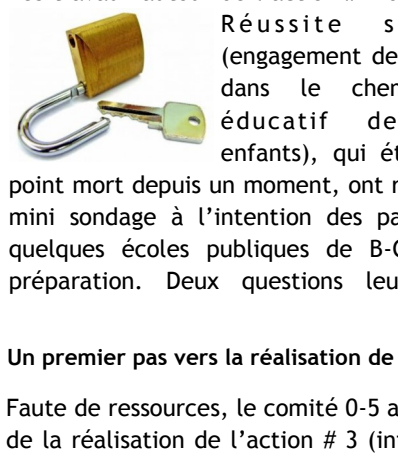 Réussite s
(engagement de
dans le che
éducatif de
enfants), qui ét
point mort depuis un moment, ont
mini sondage à l’intention des pa
quelques écoles publiques de B-
préparation. Deux questions leu
Un premier pas vers la réalisation de
Faute de ressources, le comité 0-5 a
de la réalisation de l’action # 3 (in